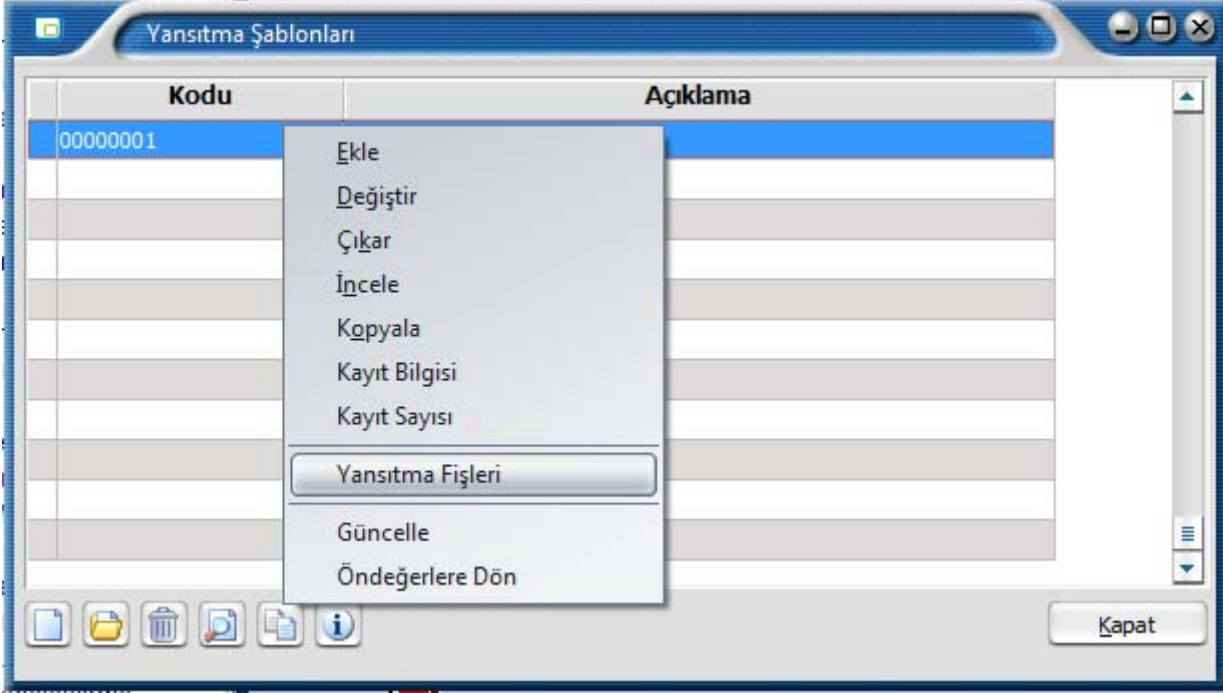 Yansıtma Şablonları
Kodu Açıklama
00000001
Ekle
Değiştir
Çıkar
İncele
Kopyala
Kayıt Bilgisi
Kayıt Sayısı
Yansıtma Fişleri
Güncelle
Öndeğerlere Dön
Kapat